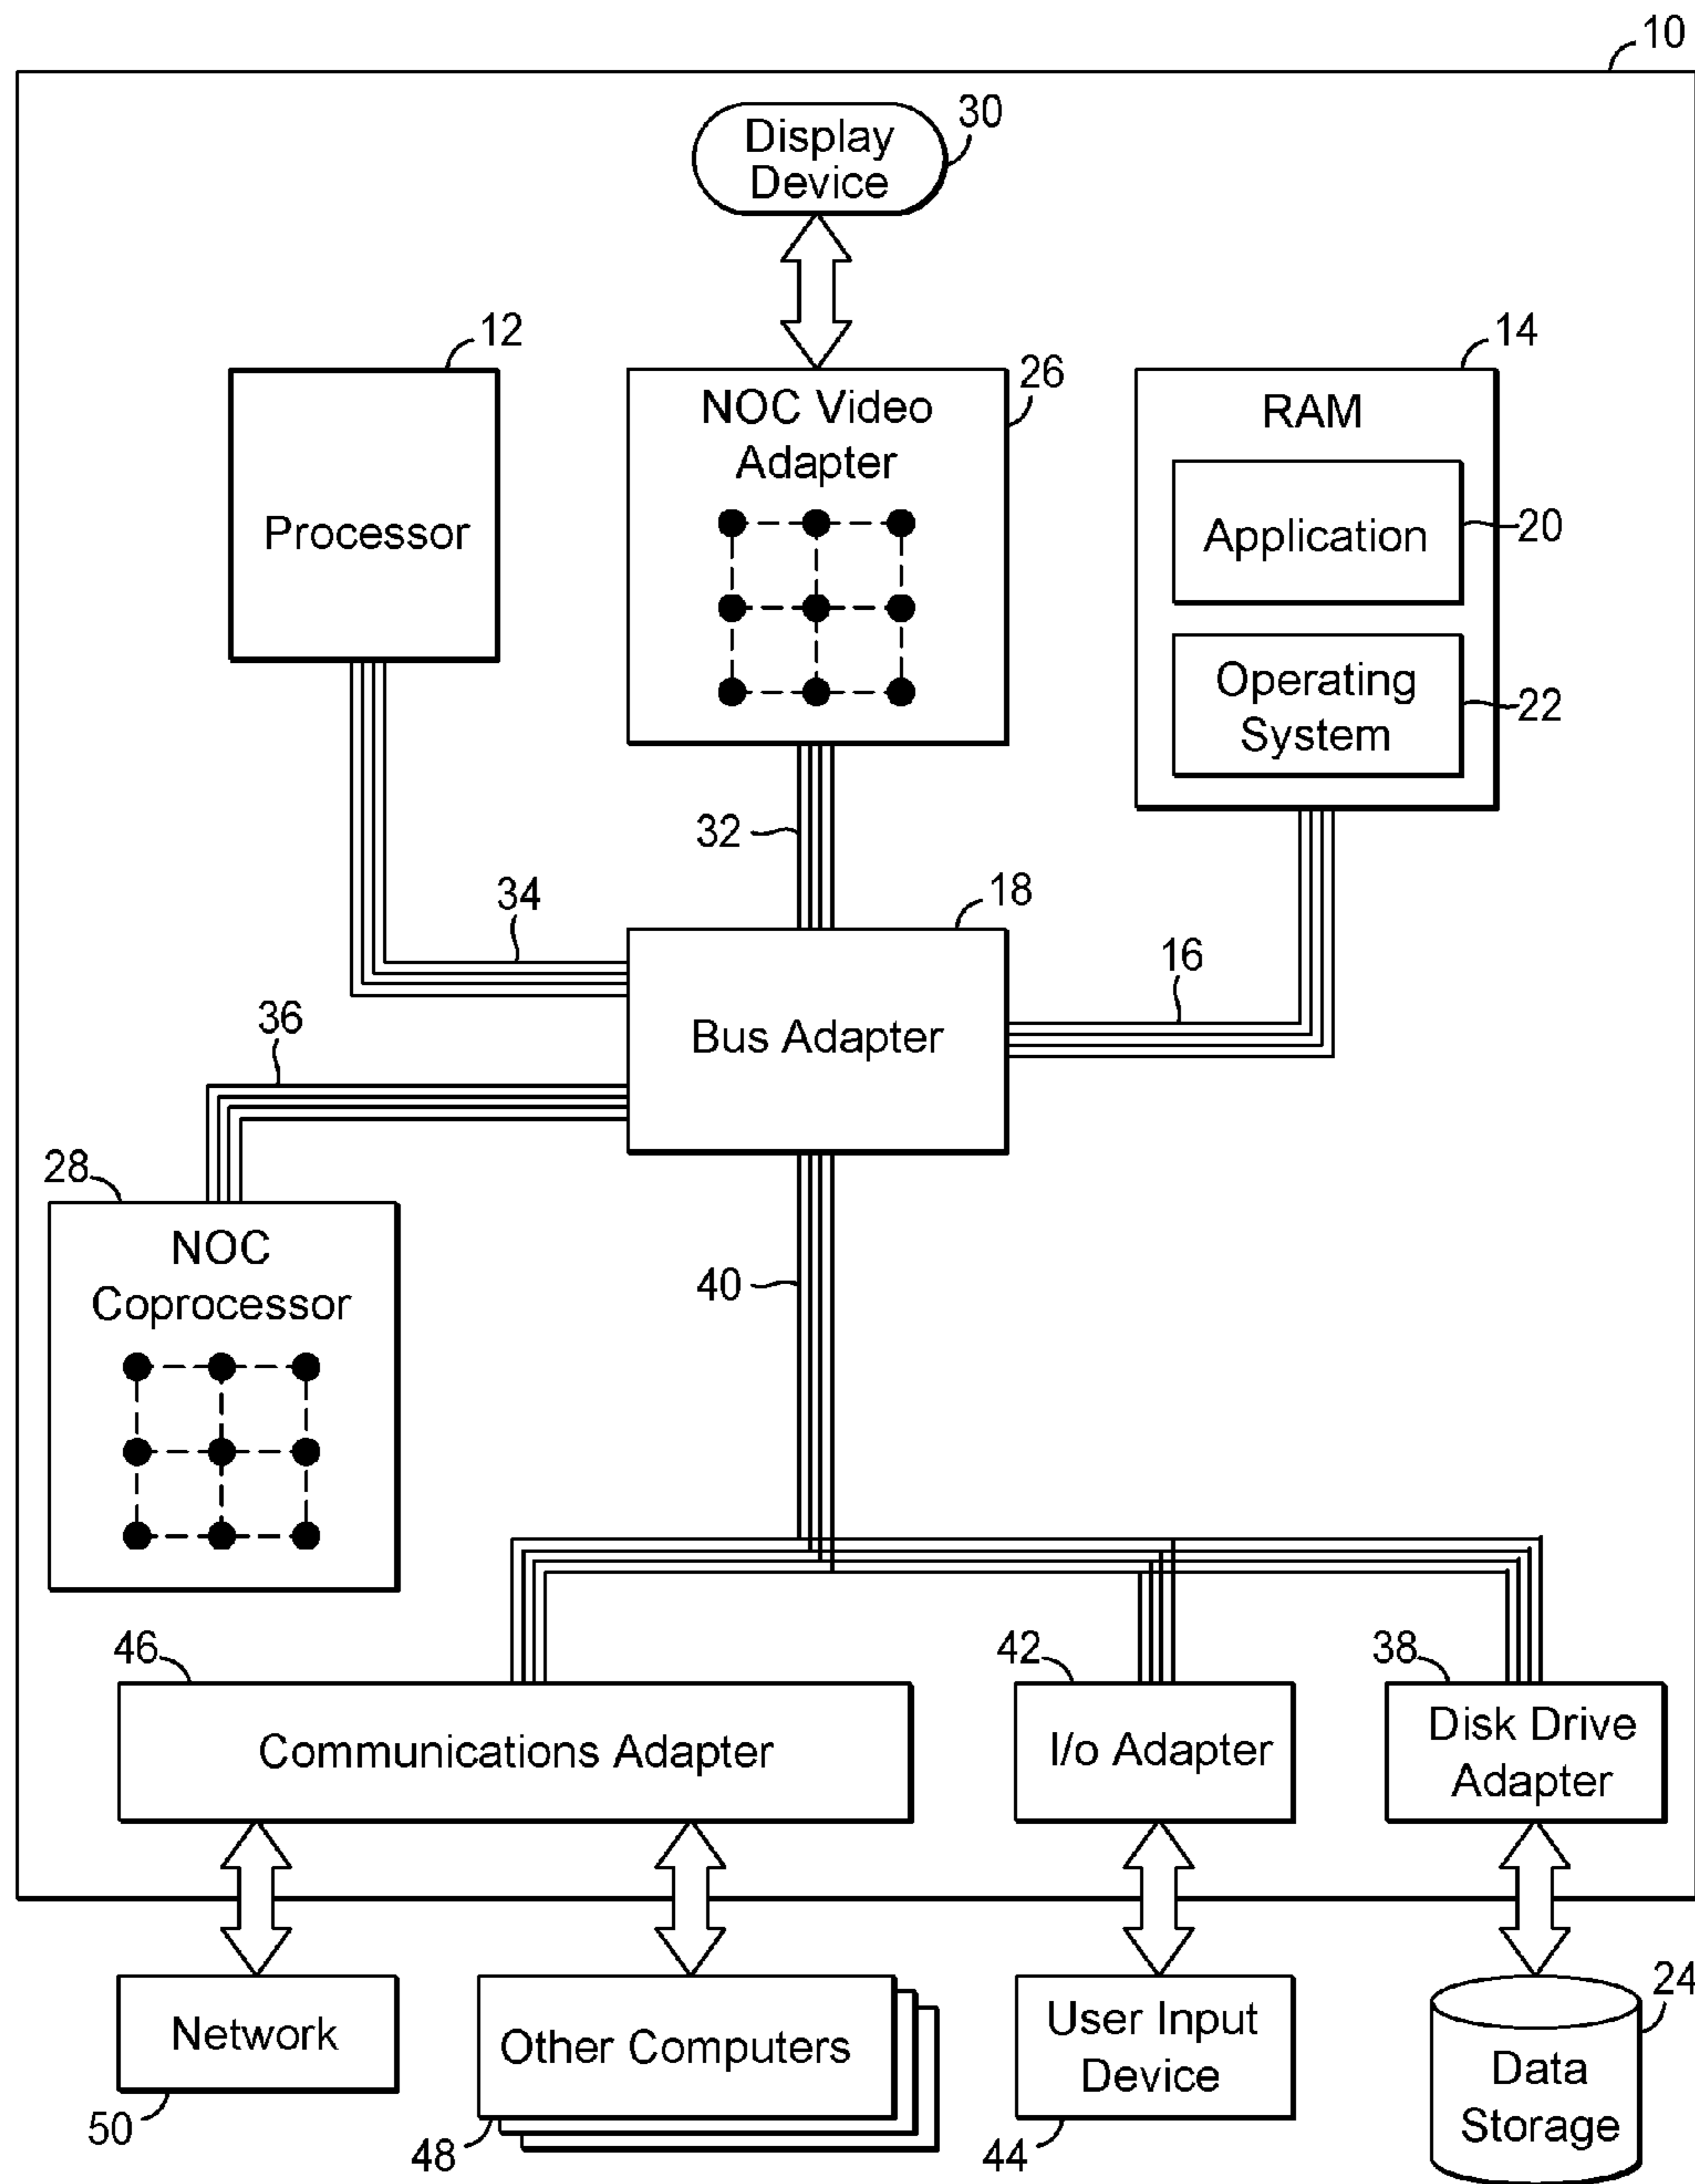 10
Display
Device
30
12
14
26
NOC Video
Adapter
RAM
Processor
Application
20
Operating
System
22
32
34
18
16
Bus Adapter
36
28
NOC
Coprocessor
40
46
42
38
Communications Adapter
I/o Adapter
Disk Drive
Adapter
Network
Other Computers
User Input
Device
24
Data
Storage
50
48
44